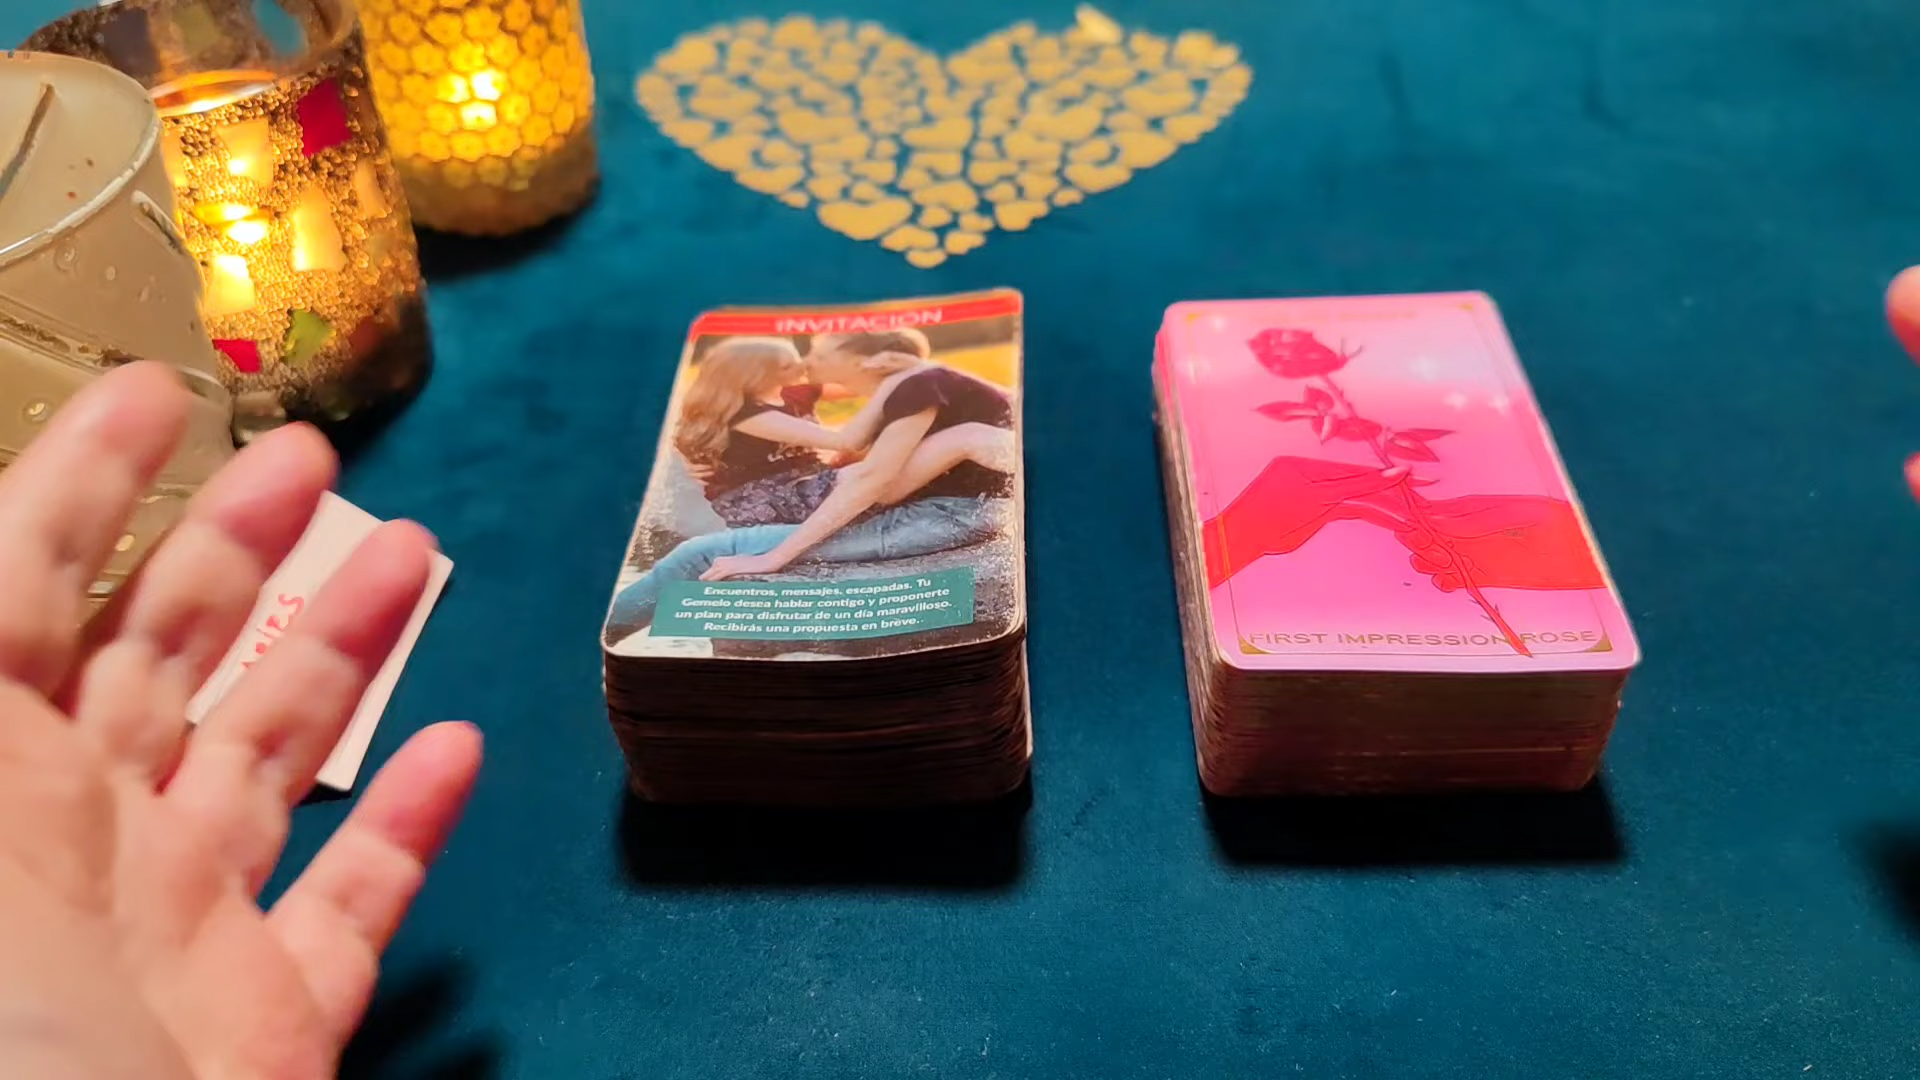 INVITACIÓN
Encuentros, mensajes, escapadas. Tu
Gemelo desea hablar contigo y proponerte
un plan para disfrutar de un día maravilloso.
Recibirás una propuesta en breve.
FIRST IMPRESSION ROSE